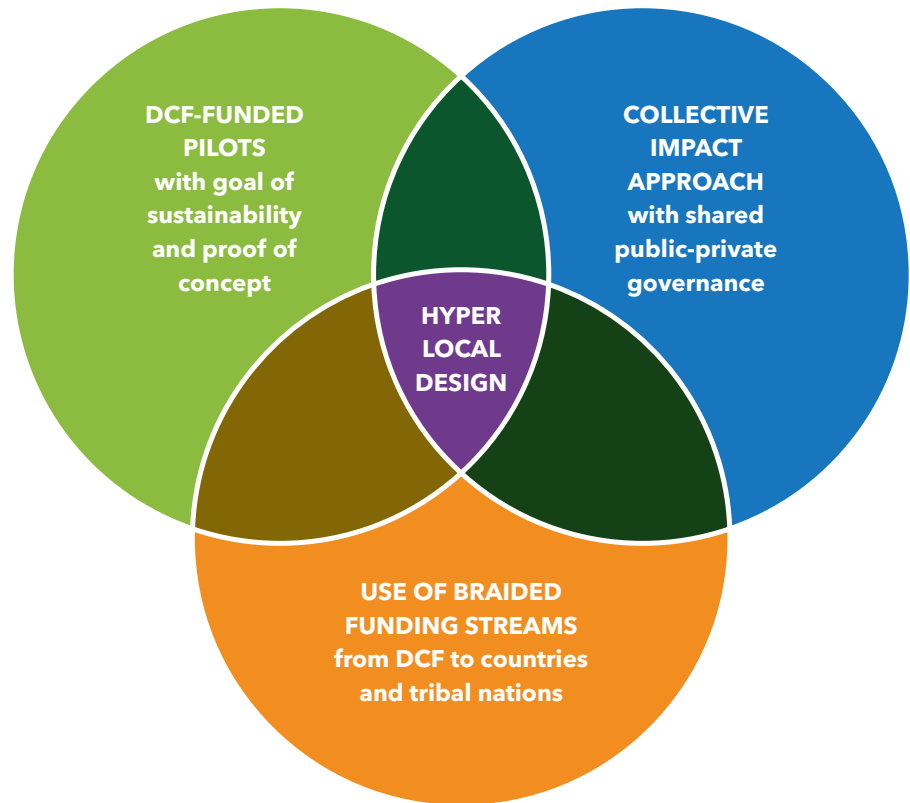 DCF-FUNDED
PILOTS
with goal of
sustainability
and proof of
concept
COLLECTIVE
IMPACT
APPROACH
with shared
public-private
governance
HYPER
LOCAL
DESIGN
USE OF BRAIDED
FUNDING STREAMS
from DCF to countries
and tribal nations